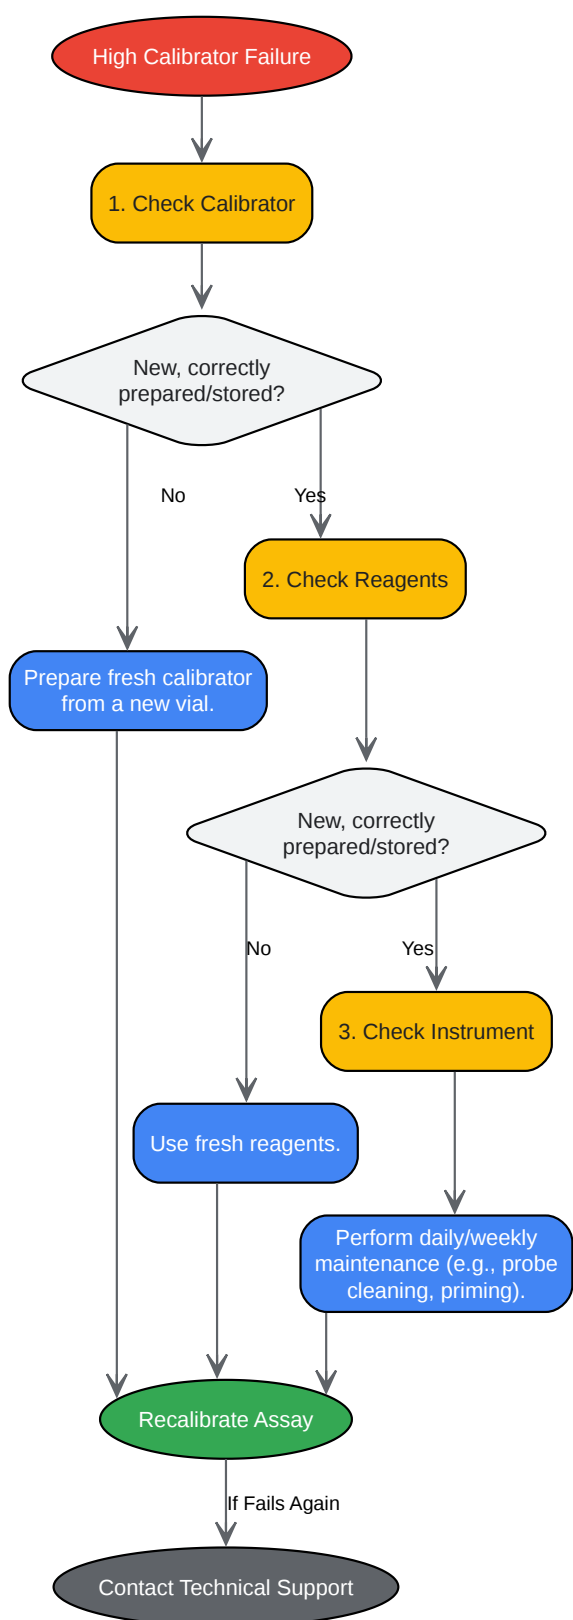 High Calibrator Failure
1. Check Calibrator
New, correctly
prepared/stored?
No
Yes
2. Check Reagents
Prepare fresh calibrator
from a new vial.
New, correctly
prepared/stored?
No
Yes
3. Check Instrument
Use fresh reagents.
Perform daily/weekly
maintenance (e.g., probe
cleaning, priming).
Recalibrate Assay
If Fails Again
Contact Technical Support